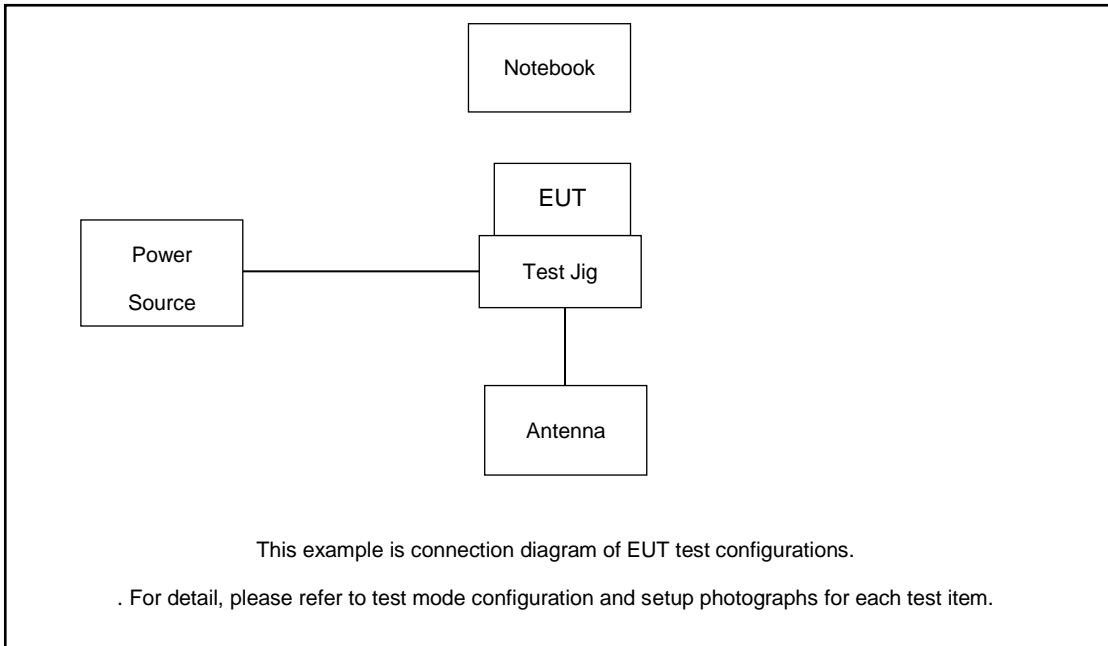 Notebook
EUT
Power
Source
Test Jig
Antenna
This example is connection diagram of EUT test configurations.
. For detail, please refer to test mode configuration and setup photographs for each test item.